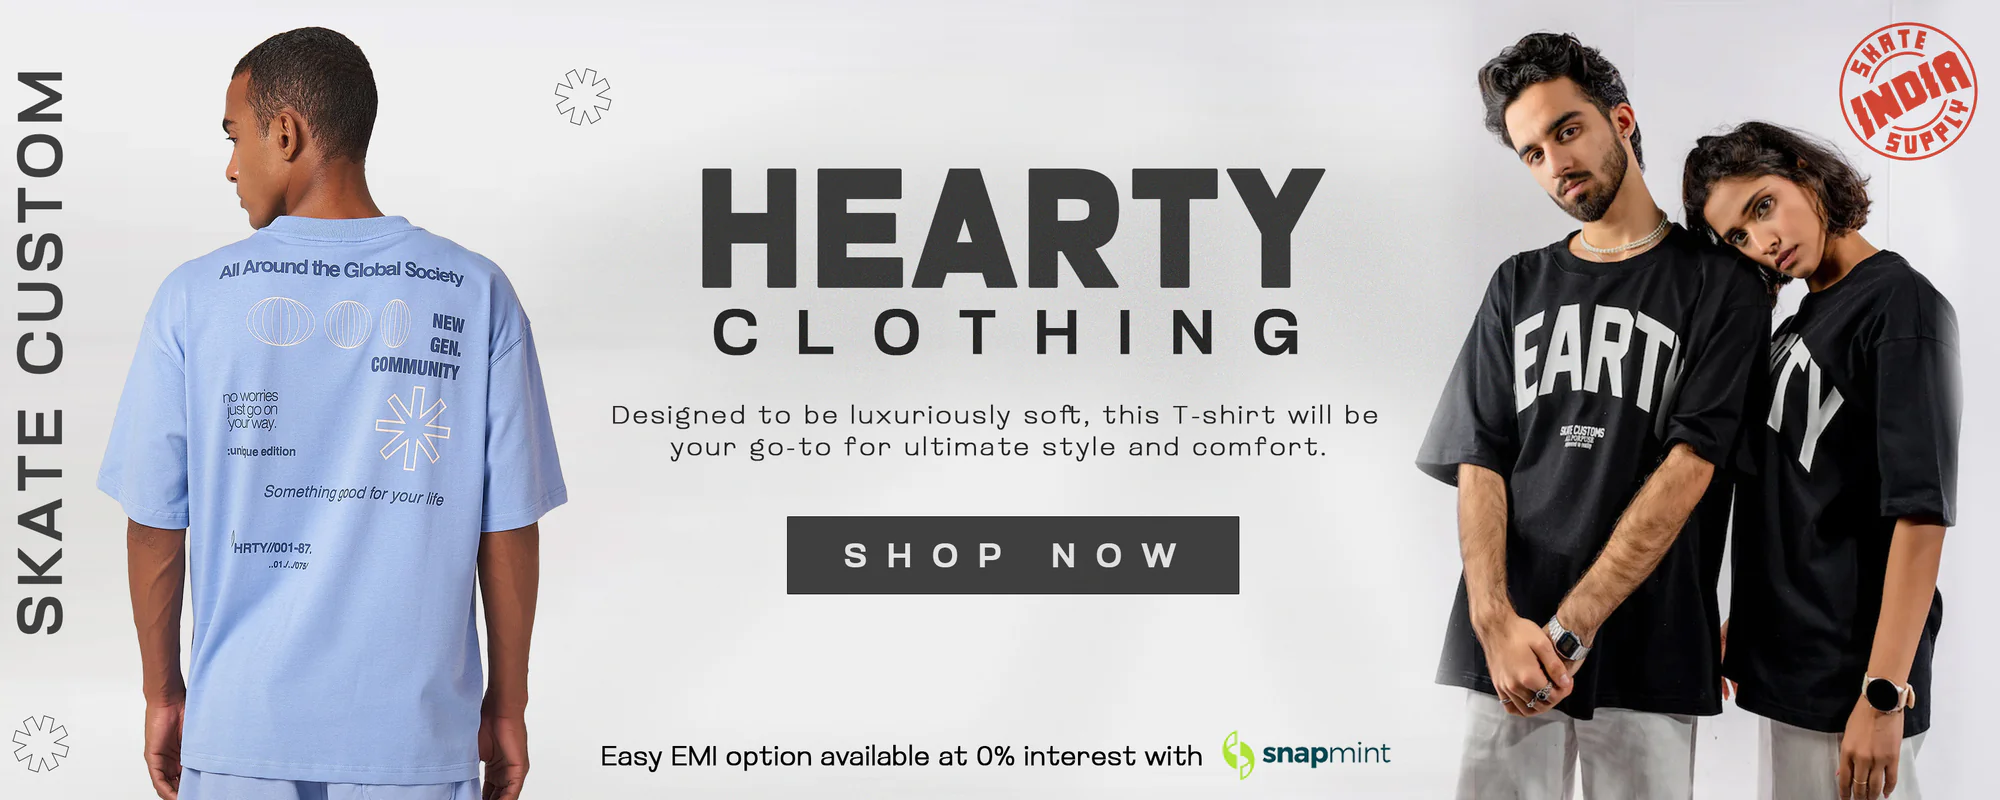 SKATE CUSTOM
All Around the Global Society
NEW
GEN.
COMMUNITY
no worries
just go on
your way.
:unique edition
Something good for your life
HRTY//001-87.
HEARTY
CLOTHING
Designed to be luxuriously soft, this T-shirt will be
your go-to for ultimate style and comfort.
SHOP NOW
Easy EMI option available at 0% interest with snapmint
EARTY
SKATE CUSTOMS
RTY
SKATE
INDIA
SUPPLY